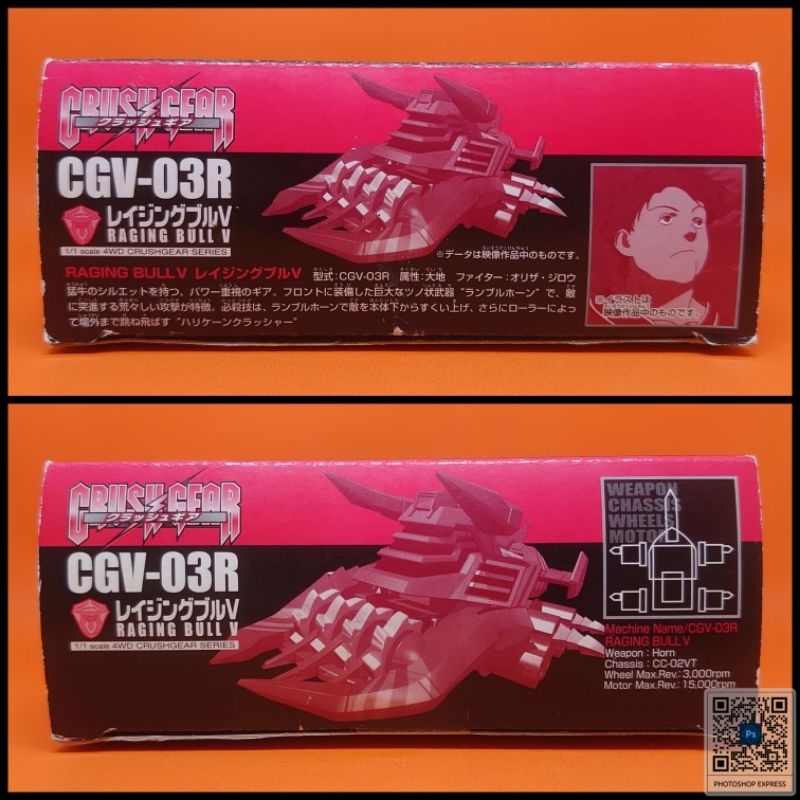 CRUSH GEAR
クラッシュギア
CGV-03R
レイジングブルV
RAGING BULL V
1/1 scale 4WD CRUSHGEAR SERIES
※データは映像作品中のものです。
RAGING BULL V レイジングブルV 型式:CGV-03R 属性:大地 ファイター:オリザ・ジロウ
猛牛のシルエットを持つ、パワー重視のギア。フロントに装備した巨大なツノ状武器“ランブルホーン”で、敵
に突進する荒々しい攻撃が特徴。必殺技は、ランブルホーンで敵を本体下からすくい上げ、さらにローラーによっ
て場外まで跳ね飛ばす“ハリケーンクラッシャー”
※イラストは
映像作品中のものです。
CRUSH GEAR
クラッシュギア
CGV-03R
レイジングブルV
RAGING BULL V
1/1 scale 4WD CRUSHGEAR SERIES
WEAPON
CHASSIS
WHEELS
MOTOR
Machine Name/CGV-03R
RAGING BULL V
Weapon : Horn
Chassis : CC-02VT
Wheel Max.Rev.: 3,000rpm
Motor Max.Rev.: 15,000rpm
Ps
PHOTOSHOP EXPRESS